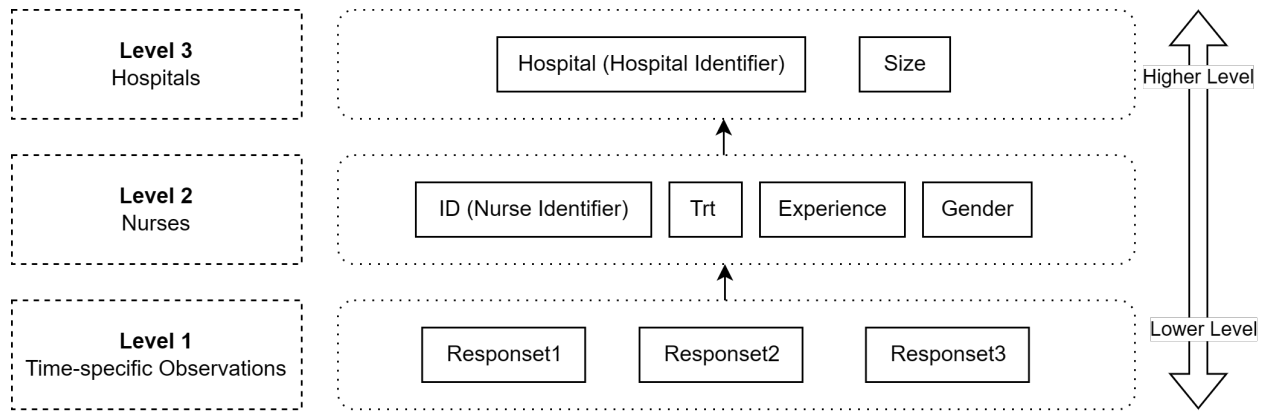 Level 3
Hospitals
Hospital (Hospital Identifier)
Size
Higher Level
Level 2
Nurses
ID (Nurse Identifier)
Trt
Experience
Gender
Level 1
Time-specific Observations
Responset1
Responset2
Responset3
Lower Level